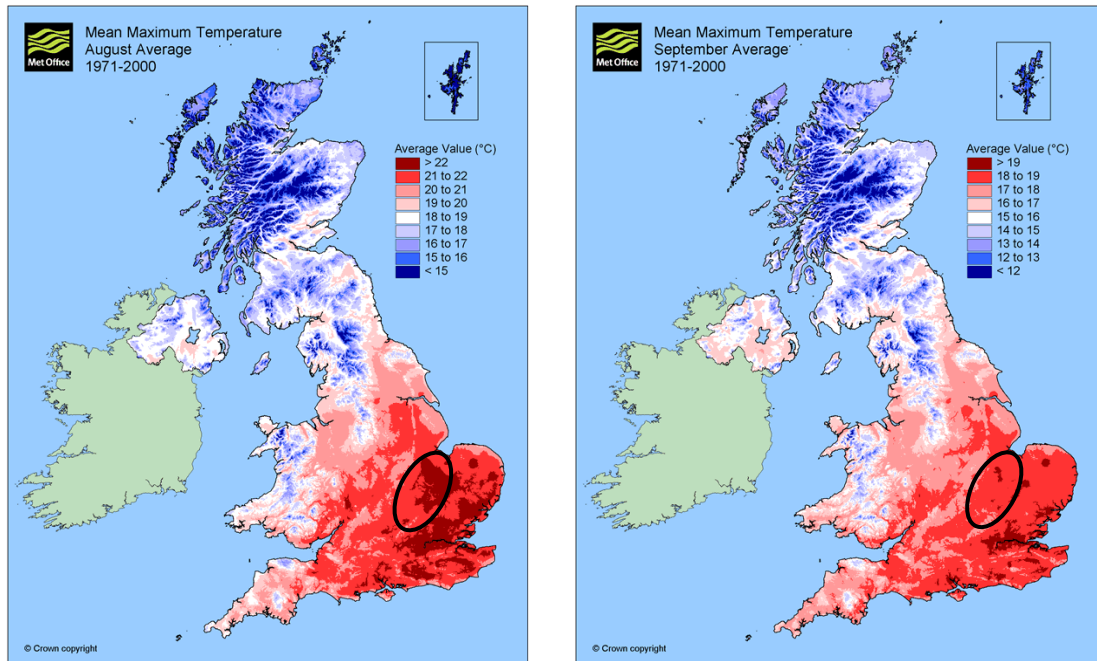 Met Office
Mean Maximum Temperature
August Average
1971-2000
Average Value (°C)
> 22
21 to 22
20 to 21
19 to 20
18 to 19
17 to 18
16 to 17
15 to 16
< 15
© Crown copyright
Met Office
Mean Maximum Temperature
September Average
1971-2000
Average Value (°C)
> 19
18 to 19
17 to 18
16 to 17
15 to 16
14 to 15
13 to 14
12 to 13
< 12
© Crown copyright